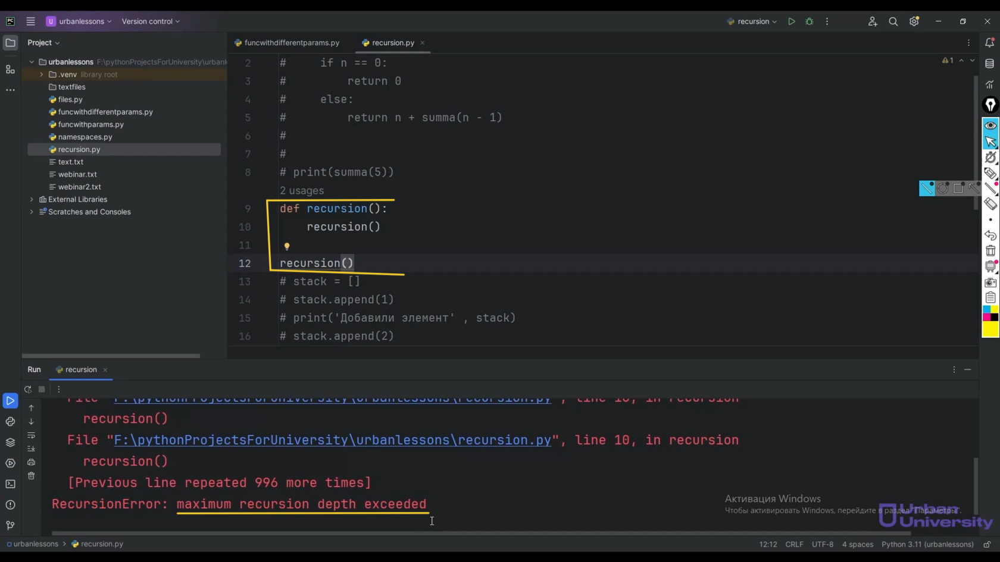 urbanlessons
Version control
recursion
Project
funcwithdifferentparams.py
recursion.py
urbanlessons F:\pythonProjectsForUniversity\urbanl
.venv library root
textfiles
files.py
funcwithdifferentparams.py
funcwithparams.py
namespaces.py
recursion.py
text.txt
webinar.txt
webinar2.txt
External Libraries
Scratches and Consoles
2 # if n == 0:
3 # return 0
4 # else:
5 # return n + summa(n - 1)
6 #
7 #
8 # print(summa(5))
2 usages
9 def recursion():
10 recursion()
11
12 recursion()
13 # stack = []
14 # stack.append(1)
15 # print('Добавили элемент' , stack)
16 # stack.append(2)
1
Run recursion
File "F:\pythonProjectsForUniversity\urbanlessons\recursion.py", line 10, in recursion
recursion()
File "F:\pythonProjectsForUniversity\urbanlessons\recursion.py", line 10, in recursion
recursion()
[Previous line repeated 996 more times]
RecursionError: maximum recursion depth exceeded
Активация Windows
Чтобы активировать Windows, перейдите в раздел "Параметры".
Urban
University
urbanlessons > recursion.py
12:12 CRLF UTF-8 4 spaces Python 3.11 (urbanlessons)